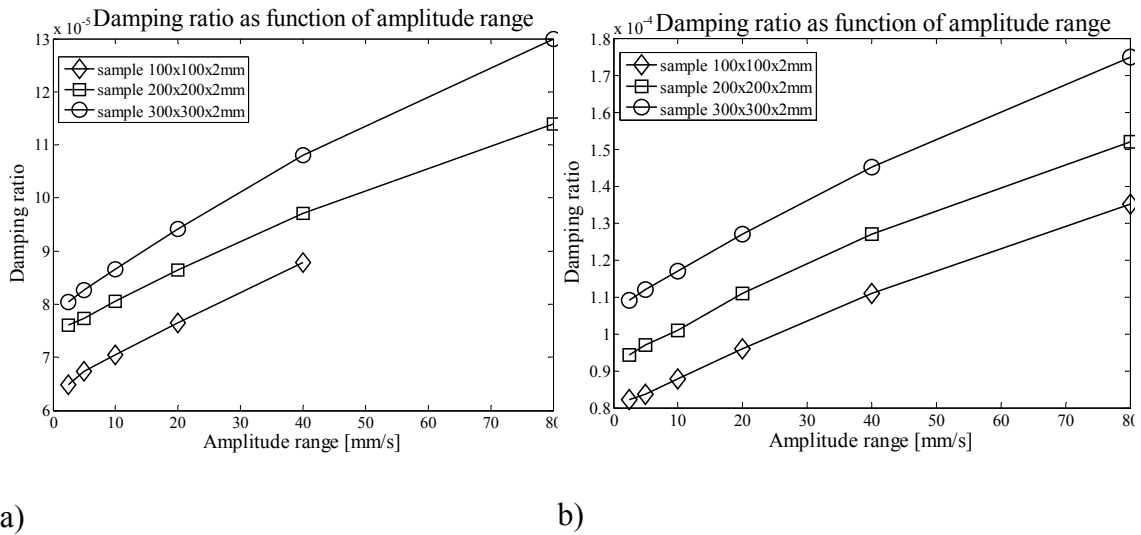 x 10-5 Damping ratio as function of amplitude range
13
12
11
10
9
8
7
6
Damping ratio
sample 100x100x2mm
sample 200x200x2mm
sample 300x300x2mm
0 10 20 30 40 50 60 70 80
Amplitude range [mm/s]
a)
x 10-4 Damping ratio as function of amplitude range
1.8
1.7
1.6
1.5
1.4
1.3
1.2
1.1
1
0.9
0.8
Damping ratio
sample 100x100x2mm
sample 200x200x2mm
sample 300x300x2mm
0 10 20 30 40 50 60 70 80
Amplitude range [mm/s]
b)